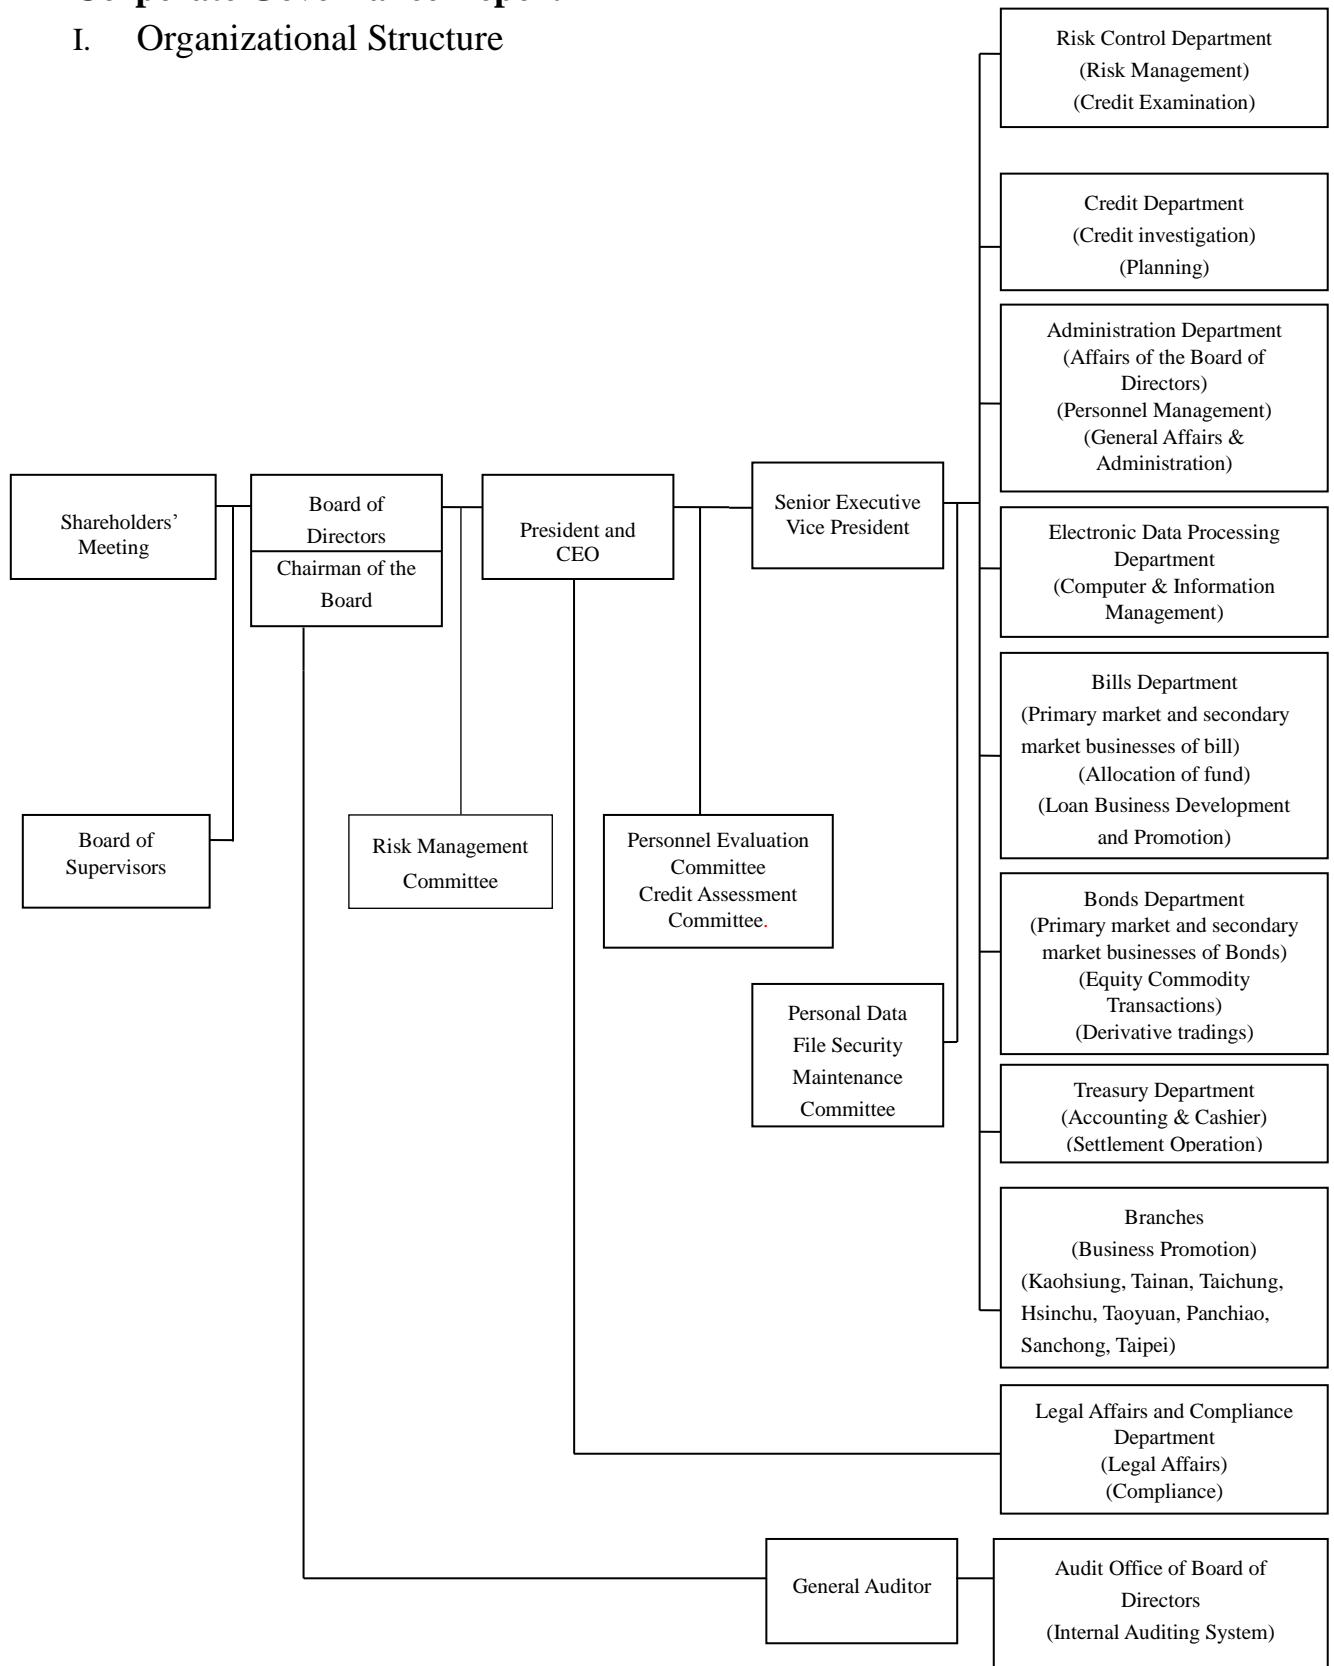 I. Organizational Structure
Risk Control Department
(Risk Management)
(Credit Examination)
Credit Department
(Credit investigation)
(Planning)
Administration Department
(Affairs of the Board of
Directors)
(Personnel Management)
(General Affairs &
Administration)
Shareholders’
Meeting
Board of
Directors
Chairman of the
Board
President and
CEO
Senior Executive
Vice President
Electronic Data Processing
Department
(Computer & Information
Management)
Bills Department
(Primary market and secondary
market businesses of bill)
(Allocation of fund)
(Loan Business Development
and Promotion)
Board of
Supervisors
Risk Management
Committee
Personnel Evaluation
Committee
Credit Assessment
Committee.
Bonds Department
(Primary market and secondary
market businesses of Bonds)
(Equity Commodity
Transactions)
(Derivative tradings)
Personal Data
File Security
Maintenance
Committee
Treasury Department
(Accounting & Cashier)
(Settlement Operation)
Branches
(Business Promotion)
(Kaohsiung, Tainan, Taichung,
Hsinchu, Taoyuan, Panchiao,
Sanchong, Taipei)
Legal Affairs and Compliance
Department
(Legal Affairs)
(Compliance)
General Auditor
Audit Office of Board of
Directors
(Internal Auditing System)